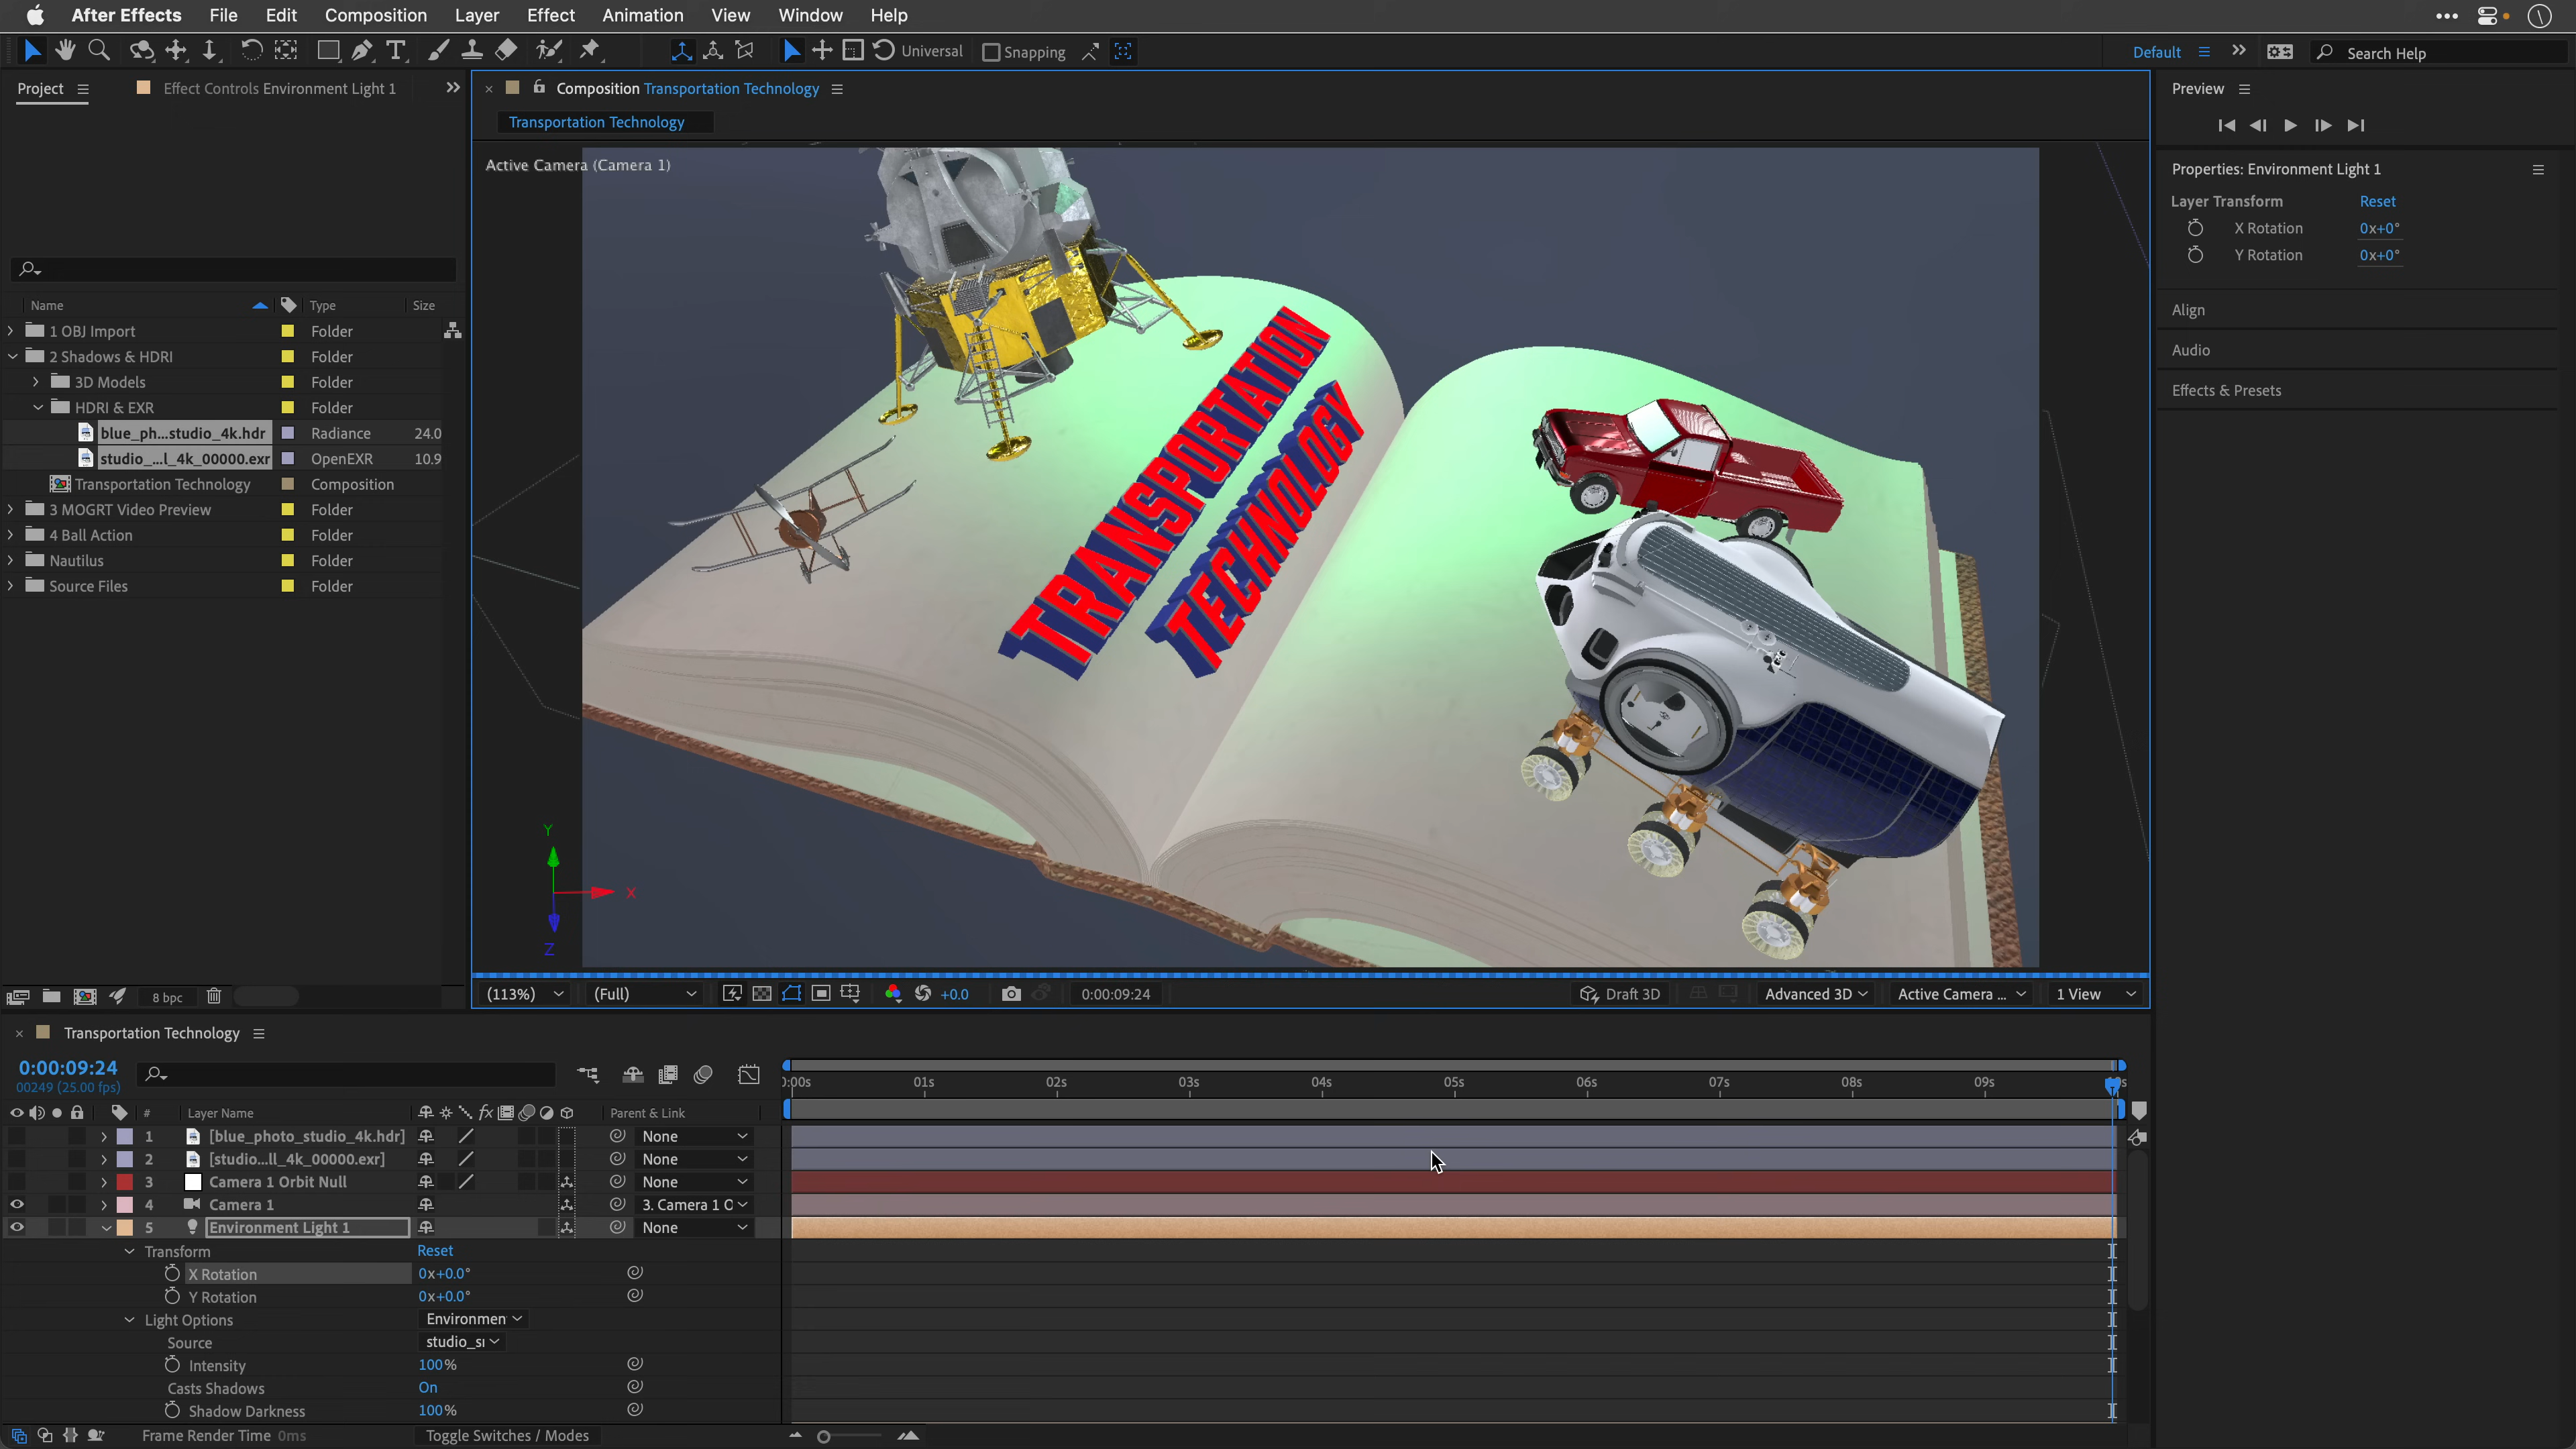 After Effects File Edit Composition Layer Effect Animation View Window Help
Universal Snapping Default Search Help
Project Effect Controls Environment Light 1
Name Type Size
1 OBJ Import Folder
2 Shadows & HDRI Folder
3D Models Folder
HDRI & EXR Folder
blue_ph...studio_4k.hdr Radiance 24.0
studio_...l_4k_00000.exr OpenEXR 10.9
Transportation Technology Composition
3 MOGRT Video Preview Folder
4 Ball Action Folder
Nautilus Folder
Source Files Folder
8 bpc
Composition Transportation Technology
Transportation Technology
Active Camera (Camera 1)
TRANSPORTATION
TECHNOLOGY
Y
X
Z
(113%) (Full) +0.0 0:00:09:24 Draft 3D Advanced 3D Active Camera ... 1 View
Preview
Properties: Environment Light 1
Layer Transform Reset
X Rotation 0x+0°
Y Rotation 0x+0°
Align
Audio
Effects & Presets
Transportation Technology
0:00:09:24
00249 (25.00 fps)
:00s 01s 02s 03s 04s 05s 06s 07s 08s 09s
# Layer Name fx Parent & Link
1 [blue_photo_studio_4k.hdr] None
2 [studio...ll_4k_00000.exr] None
3 Camera 1 Orbit Null None
4 Camera 1 3. Camera 1 O
5 Environment Light 1 None
Transform Reset
X Rotation 0x+0.0°
Y Rotation 0x+0.0°
Light Options Environmen
Source studio_s
Intensity 100%
Casts Shadows On
Shadow Darkness 100%
Frame Render Time 0ms Toggle Switches / Modes